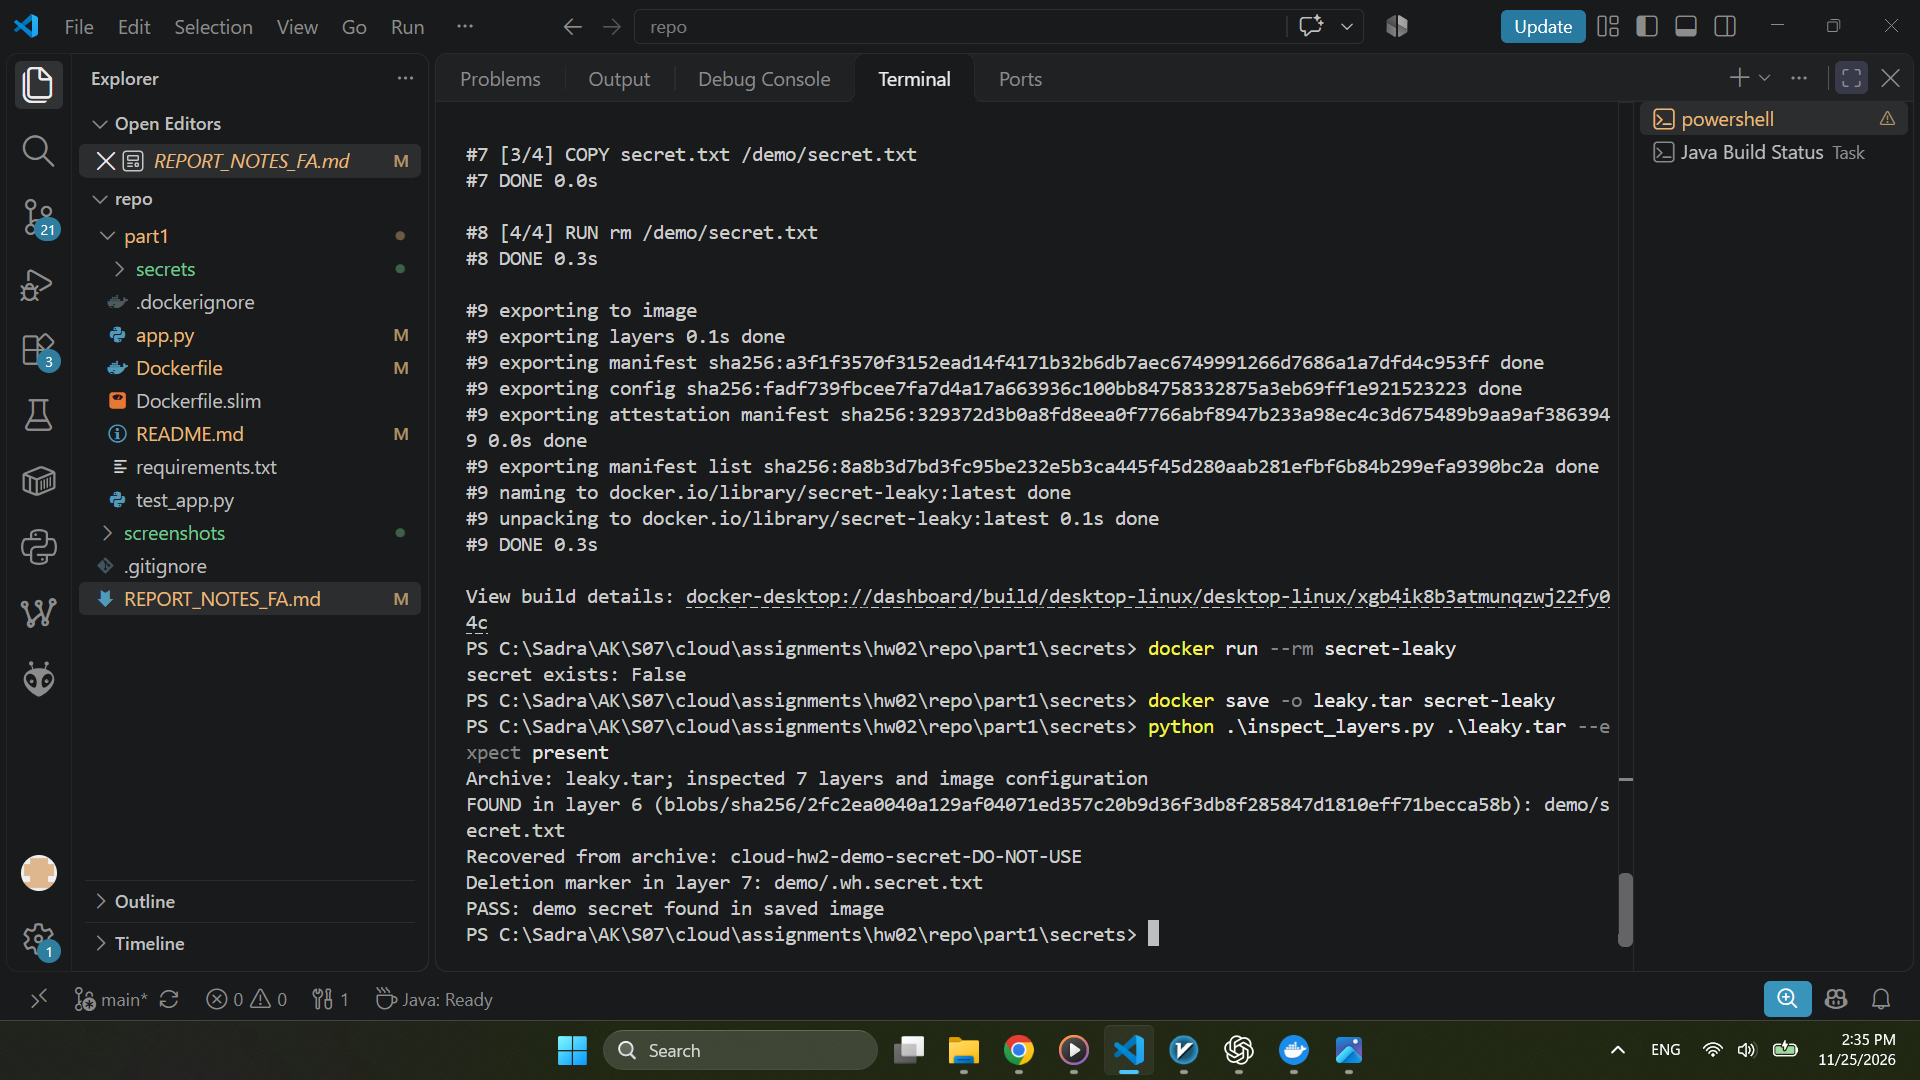 File Edit Selection View Go Run ···
repo
Update
Explorer ···
Open Editors
REPORT_NOTES_FA.md M
repo
part1
secrets
.dockerignore
app.py M
Dockerfile M
Dockerfile.slim
README.md M
requirements.txt
test_app.py
screenshots
.gitignore
REPORT_NOTES_FA.md M
Outline
Timeline
21
3
1
Problems Output Debug Console Terminal Ports
#7 [3/4] COPY secret.txt /demo/secret.txt
#7 DONE 0.0s
#8 [4/4] RUN rm /demo/secret.txt
#8 DONE 0.3s
#9 exporting to image
#9 exporting layers 0.1s done
#9 exporting manifest sha256:a3f1f3570f3152ead14f4171b32b6db7aec6749991266d7686a1a7dfd4c953ff done
#9 exporting config sha256:fadf739fbcee7fa7d4a17a663936c100bb84758332875a3eb69ff1e921523223 done
#9 exporting attestation manifest sha256:329372d3b0a8fd8eea0f7766abf8947b233a98ec4c3d675489b9aa9af386394
9 0.0s done
#9 exporting manifest list sha256:8a8b3d7bd3fc95be232e5b3ca445f45d280aab281efbf6b84b299efa9390bc2a done
#9 naming to docker.io/library/secret-leaky:latest done
#9 unpacking to docker.io/library/secret-leaky:latest 0.1s done
#9 DONE 0.3s
View build details: docker-desktop://dashboard/build/desktop-linux/desktop-linux/xgb4ik8b3atmunqzwj22fy0
4c
PS C:\Sadra\AK\S07\cloud\assignments\hw02\repo\part1\secrets> docker run --rm secret-leaky
secret exists: False
PS C:\Sadra\AK\S07\cloud\assignments\hw02\repo\part1\secrets> docker save -o leaky.tar secret-leaky
PS C:\Sadra\AK\S07\cloud\assignments\hw02\repo\part1\secrets> python .\inspect_layers.py .\leaky.tar --e
xpect present
Archive: leaky.tar; inspected 7 layers and image configuration
FOUND in layer 6 (blobs/sha256/2fc2ea0040a129af04071ed357c20b9d36f3db8f285847d1810eff71becca58b): demo/s
ecret.txt
Recovered from archive: cloud-hw2-demo-secret-DO-NOT-USE
Deletion marker in layer 7: demo/.wh.secret.txt
PASS: demo secret found in saved image
PS C:\Sadra\AK\S07\cloud\assignments\hw02\repo\part1\secrets>
powershell
Java Build Status Task
main* 0 0 1 Java: Ready
Search
ENG
2:35 PM
11/25/2026